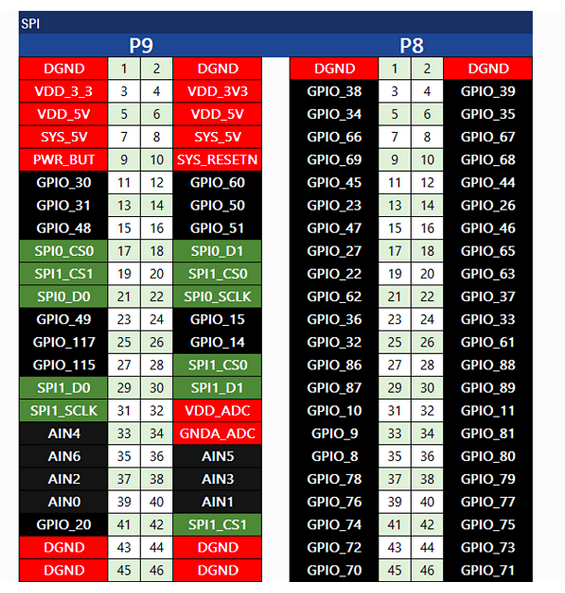 SPI
P9 P8
DGND 1 2 DGND DGND 1 2 DGND
VDD_3_3 3 4 VDD_3V3 GPIO_38 3 4 GPIO_39
VDD_5V 5 6 VDD_5V GPIO_34 5 6 GPIO_35
SYS_5V 7 8 SYS_5V GPIO_66 7 8 GPIO_67
PWR_BUT 9 10 SYS_RESETN GPIO_69 9 10 GPIO_68
GPIO_30 11 12 GPIO_60 GPIO_45 11 12 GPIO_44
GPIO_31 13 14 GPIO_50 GPIO_23 13 14 GPIO_26
GPIO_48 15 16 GPIO_51 GPIO_47 15 16 GPIO_46
SPI0_CS0 17 18 SPI0_D1 GPIO_27 17 18 GPIO_65
SPI1_CS1 19 20 SPI1_CS0 GPIO_22 19 20 GPIO_63
SPI0_D0 21 22 SPI0_SCLK GPIO_62 21 22 GPIO_37
GPIO_49 23 24 GPIO_15 GPIO_36 23 24 GPIO_33
GPIO_117 25 26 GPIO_14 GPIO_32 25 26 GPIO_61
GPIO_115 27 28 SPI1_CS0 GPIO_86 27 28 GPIO_88
SPI1_D0 29 30 SPI1_D1 GPIO_87 29 30 GPIO_89
SPI1_SCLK 31 32 VDD_ADC GPIO_10 31 32 GPIO_11
AIN4 33 34 GNDA_ADC GPIO_9 33 34 GPIO_81
AIN6 35 36 AIN5 GPIO_8 35 36 GPIO_80
AIN2 37 38 AIN3 GPIO_78 37 38 GPIO_79
AIN0 39 40 AIN1 GPIO_76 39 40 GPIO_77
GPIO_20 41 42 SPI1_CS1 GPIO_74 41 42 GPIO_75
DGND 43 44 DGND GPIO_72 43 44 GPIO_73
DGND 45 46 DGND GPIO_70 45 46 GPIO_71